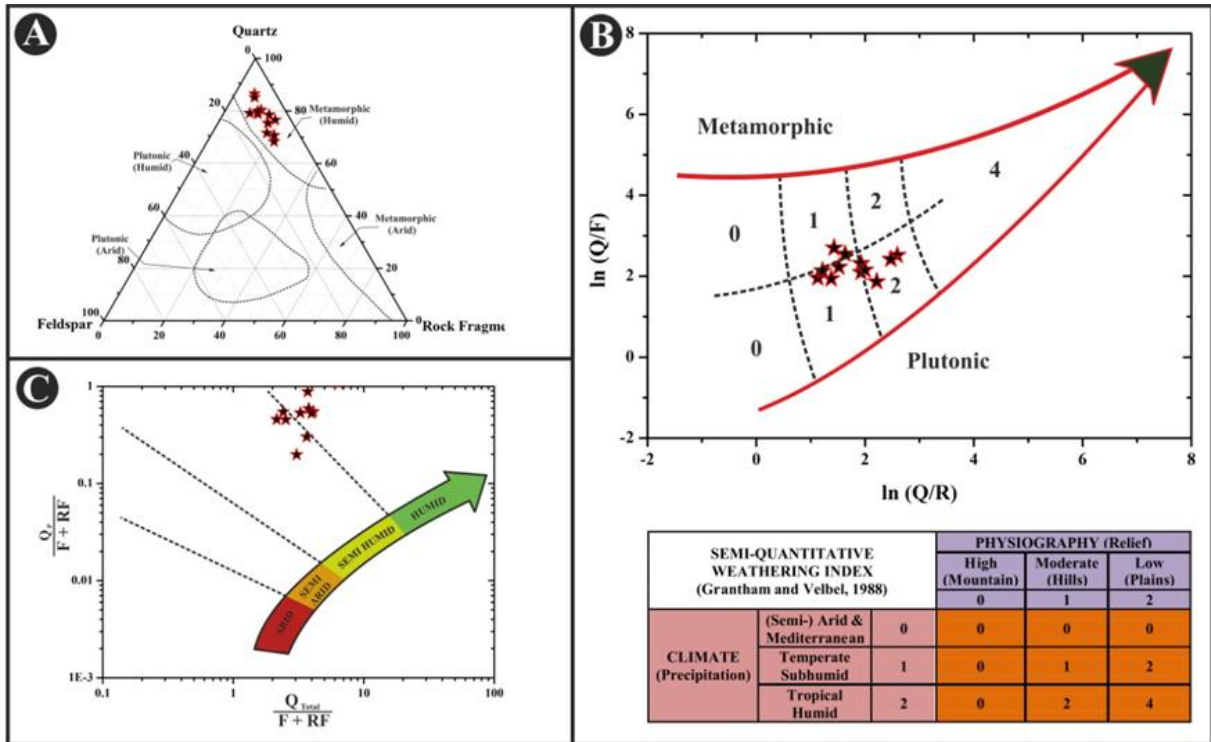 A
Quartz
0
100
20
80
Metamorphic
(Humid)
Plutonic
(Humid)
40
60
60
40
Metamorphic
(Arid)
Plutonic
(Arid)
80
20
100
0
Feldspar
Rock Fragme
0
20
40
60
80
100
B
8
6
4
2
0
-2
ln (Q/F)
Metamorphic
Plutonic
0
1
2
4
0
1
2
-2
0
2
4
6
8
ln (Q/R)
C
1
0.1
0.01
1E-3
Qp
F + RF
ARID
SEMI
ARID
SEMI HUMID
HUMID
0.1
1
10
100
Q Total
F + RF
SEMI-QUANTITATIVE
WEATHERING INDEX
(Grantham and Velbel, 1988)
PHYSIOGRAPHY (Relief)
High
(Mountain)
Moderate
(Hills)
Low
(Plains)
0 1 2
CLIMATE
(Precipitation)
(Semi-) Arid &
Mediterranean
0 0 0 0
Temperate
Subhumid
1 0 1 2
Tropical
Humid
2 0 2 4